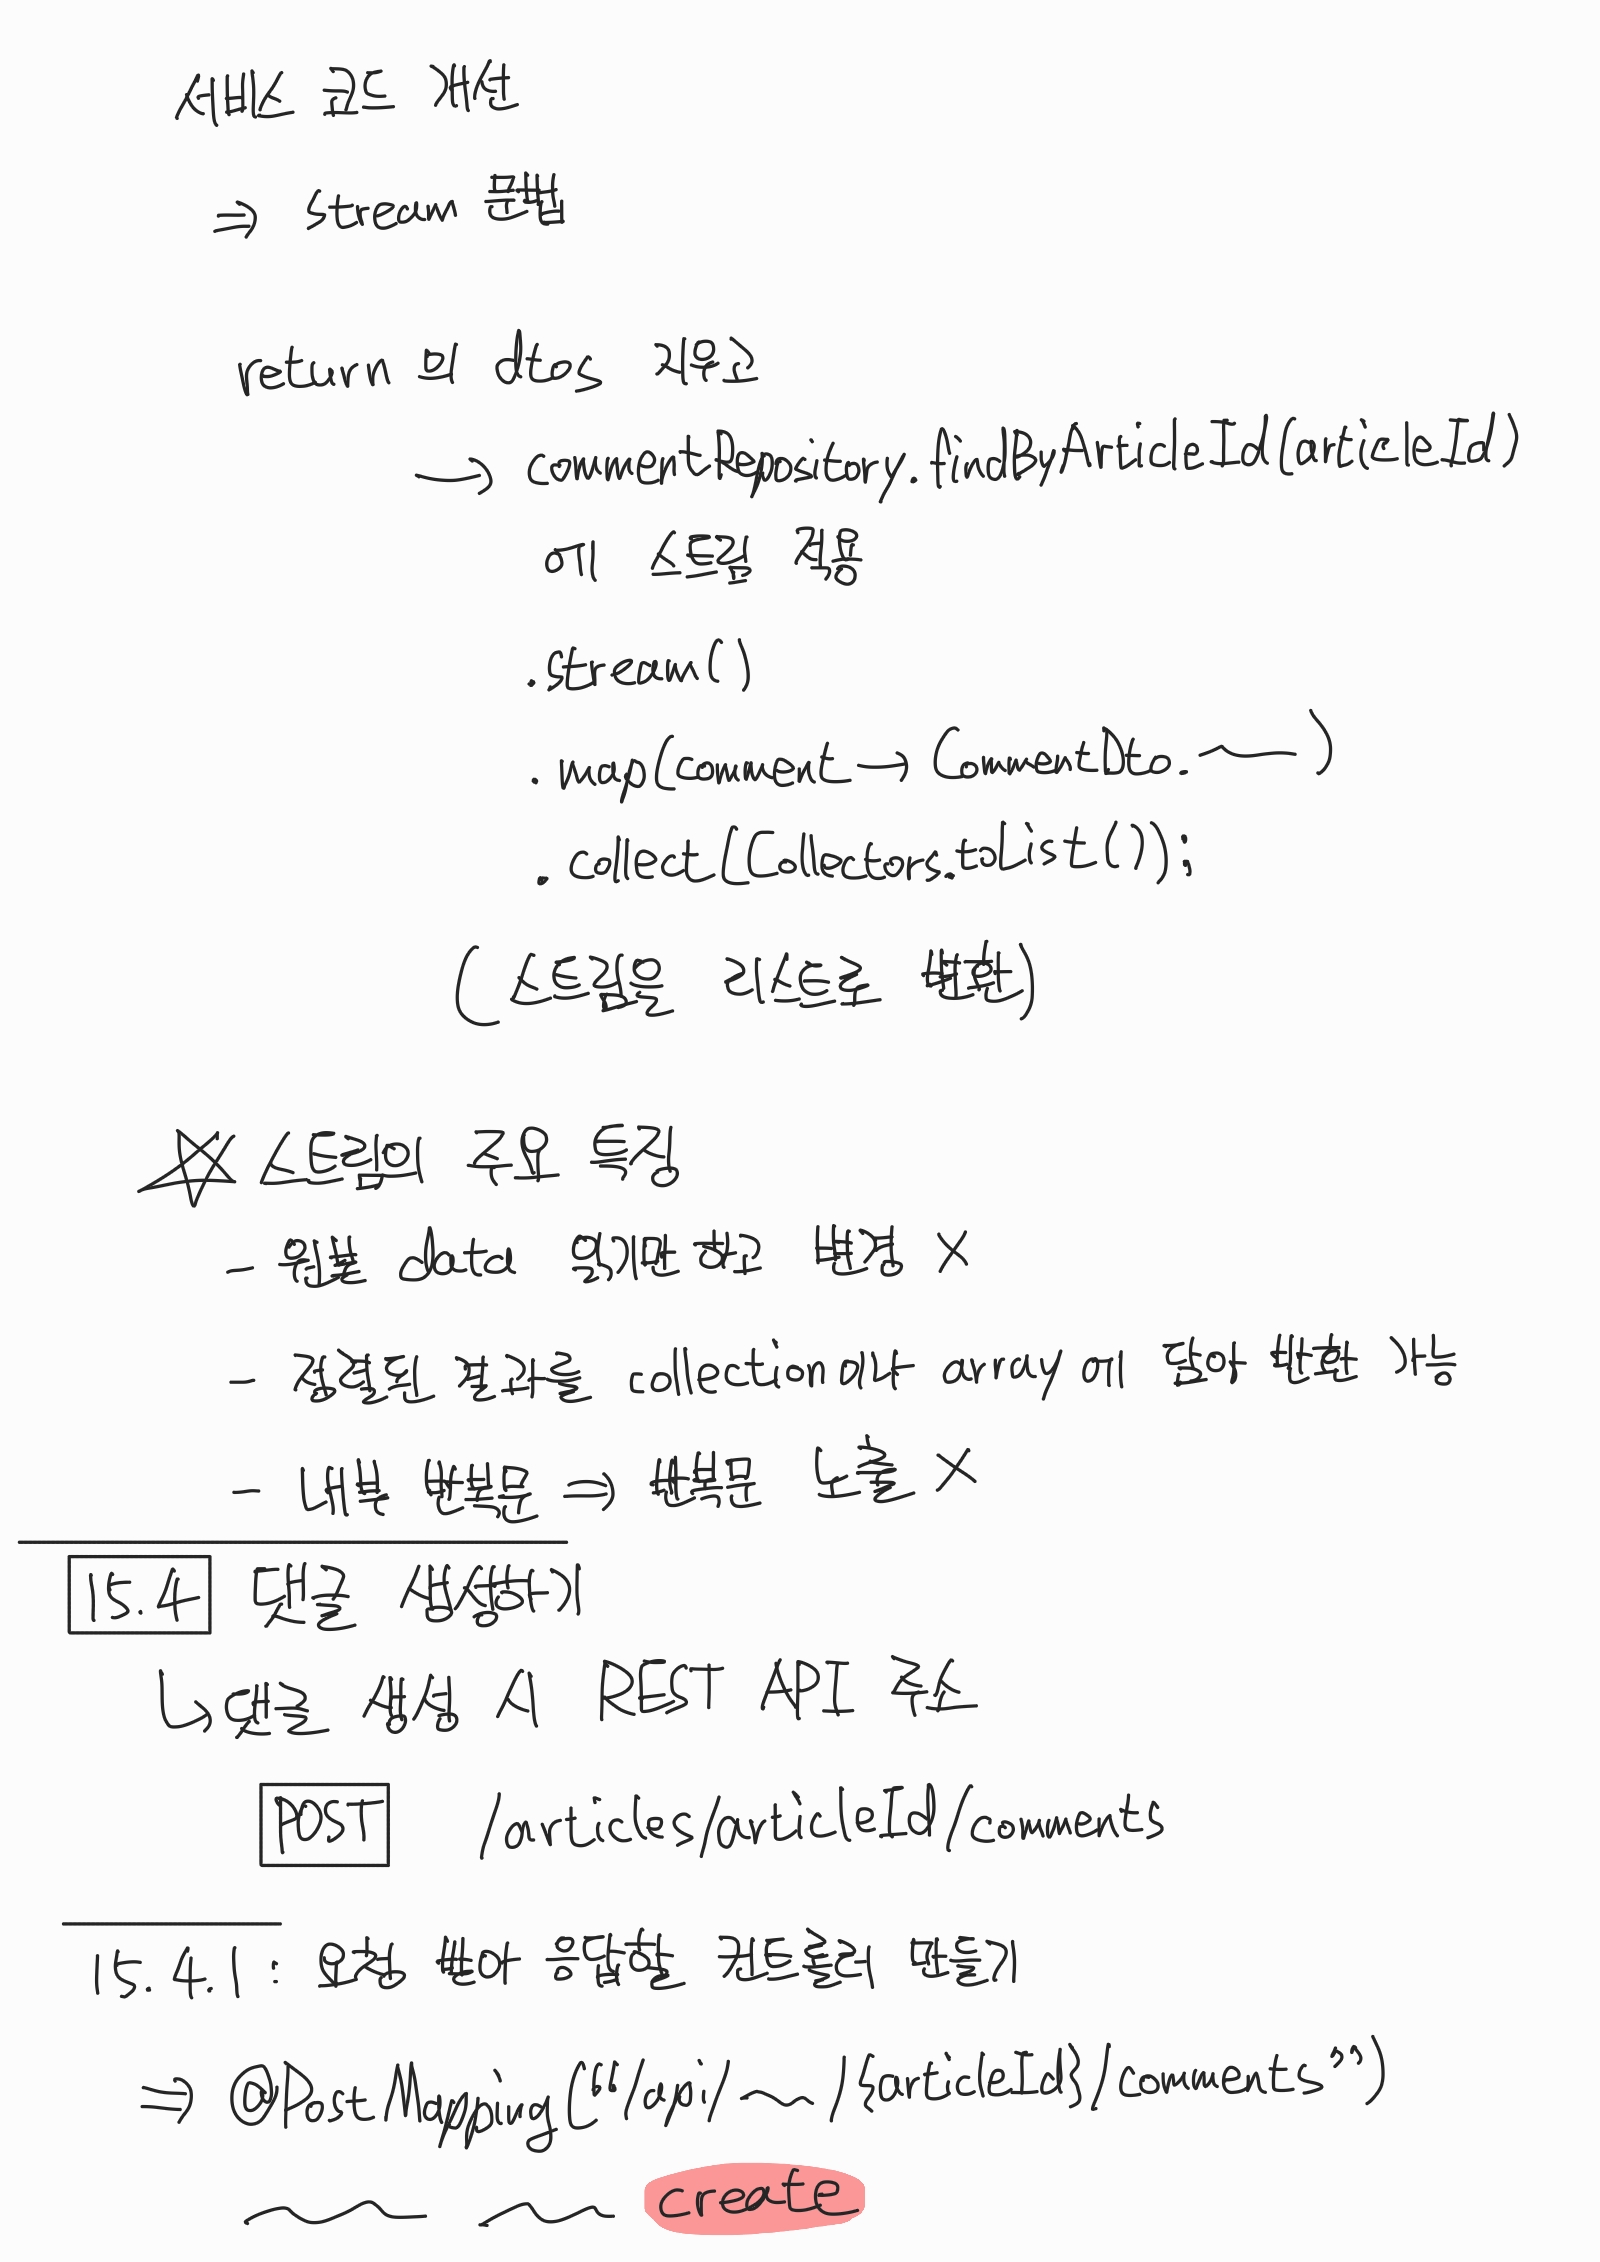 서비스 코드 개선
⇒ stream 문법
return 의 dtos 지우고
→ commentRepository.findByArticleId(articleId)
에 스트림 적용
.stream()
.map(comment → CommentDto.~)
.collect(Collectors.toList());
(스트림을 리스트로 변환)
☆ 스트림의 주요 특징
- 원본 data 읽기만 하고 변경 X
- 정렬된 결과를 collection이나 array에 담아 반환 가능
- 내부 반복문 ⇒ 반복문 노출 X
15.4 댓글 생성하기
↳ 댓글 생성 시 REST API 주소
POST /articles/articleId/comments
15.4.1 : 요청 받아 응답할 컨트롤러 만들기
⇒ @PostMapping(“/api/~/{articleId}/comments”)
~ ~ create